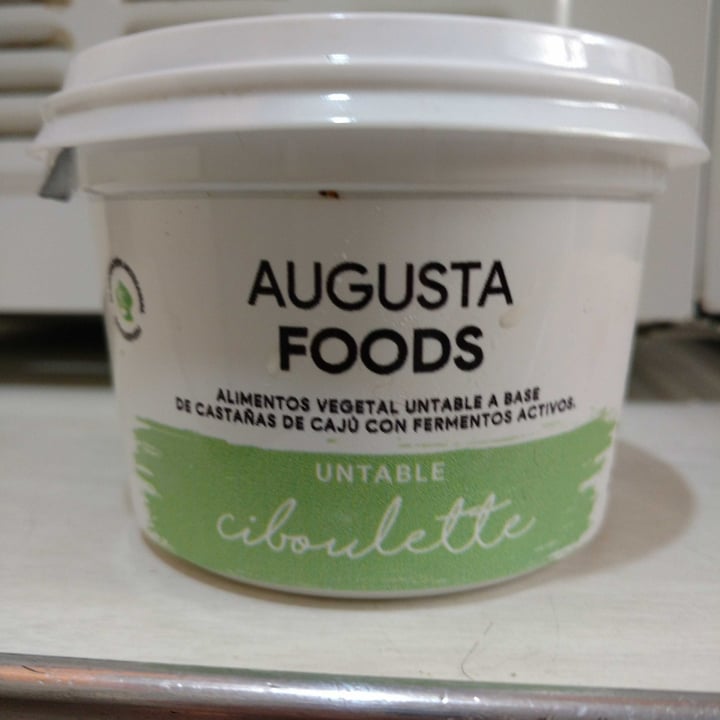 AUGUSTA
FOODS
ALIMENTOS VEGETAL UNTABLE A BASE
DE CASTAÑAS DE CAJÚ CON FERMENTOS ACTIVOS.
UNTABLE
ciboulette